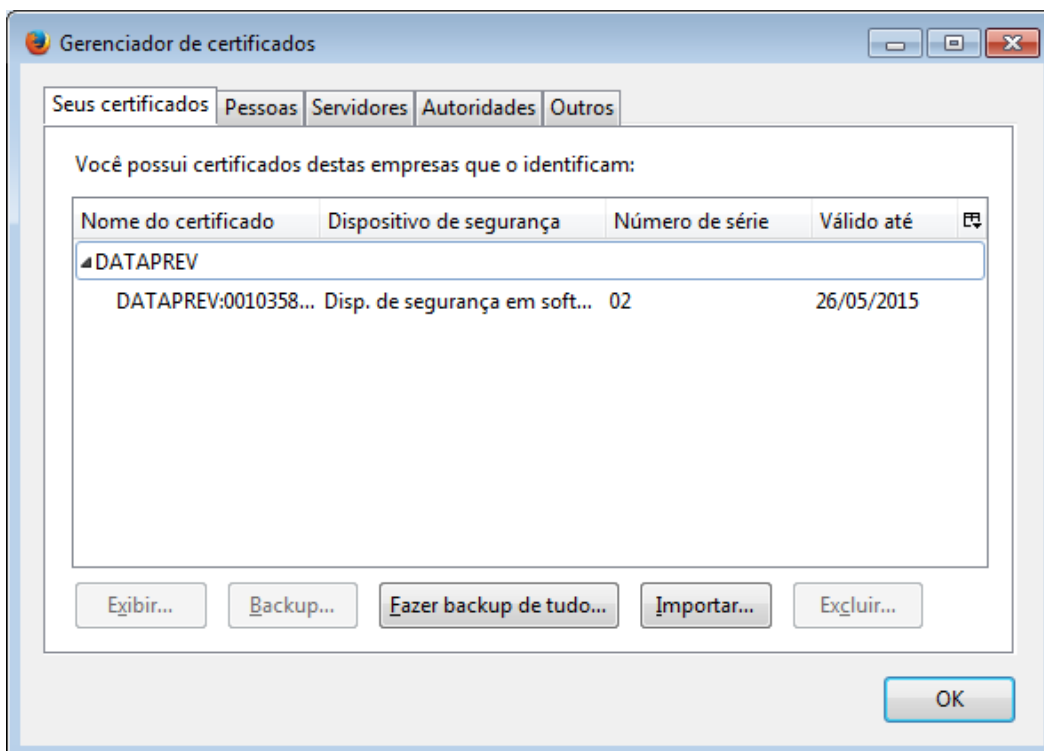 Gerenciador de certificados
Seus certificados Pessoas Servidores Autoridades Outros
Você possui certificados destas empresas que o identificam:
Nome do certificado Dispositivo de segurança Número de série Válido até
DATAPREV
DATAPREV:0010358... Disp. de segurança em soft... 02 26/05/2015
Exibir... Backup... Fazer backup de tudo... Importar... Excluir...
OK